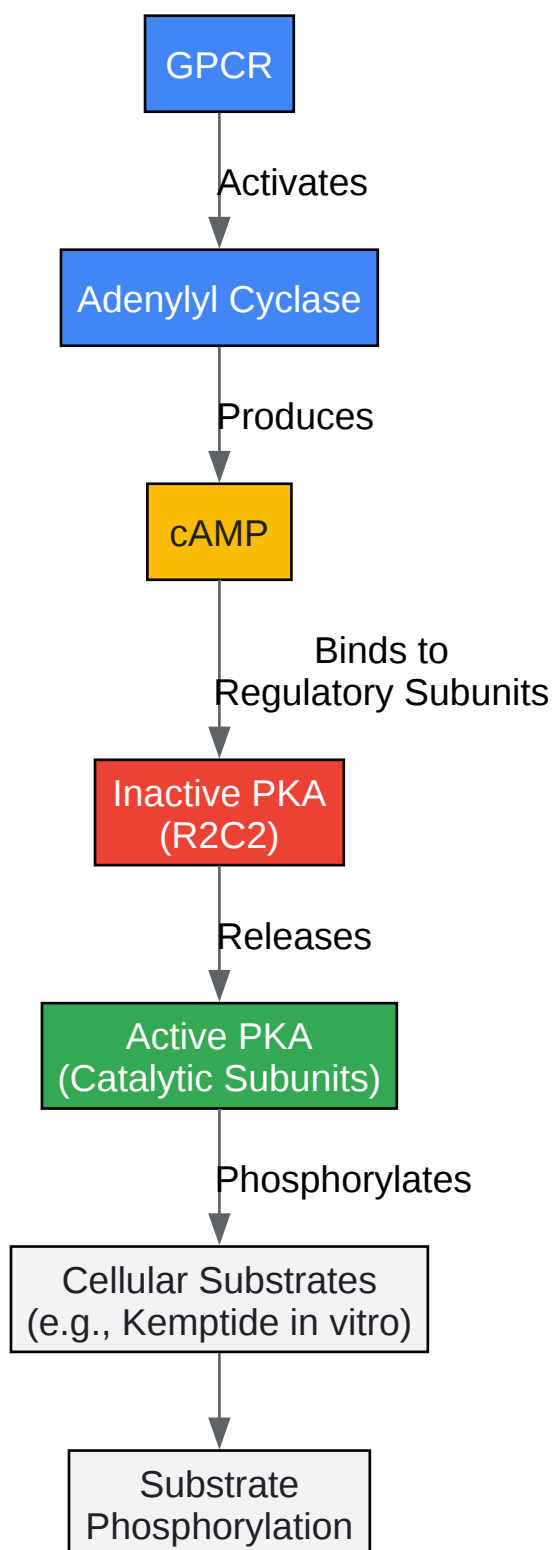 GPCR
Activates
Adenylyl Cyclase
Produces
cAMP
Binds to
Regulatory Subunits
Inactive PKA
(R2C2)
Releases
Active PKA
(Catalytic Subunits)
Phosphorylates
Cellular Substrates
(e.g., Kemptide in vitro)
Substrate
Phosphorylation